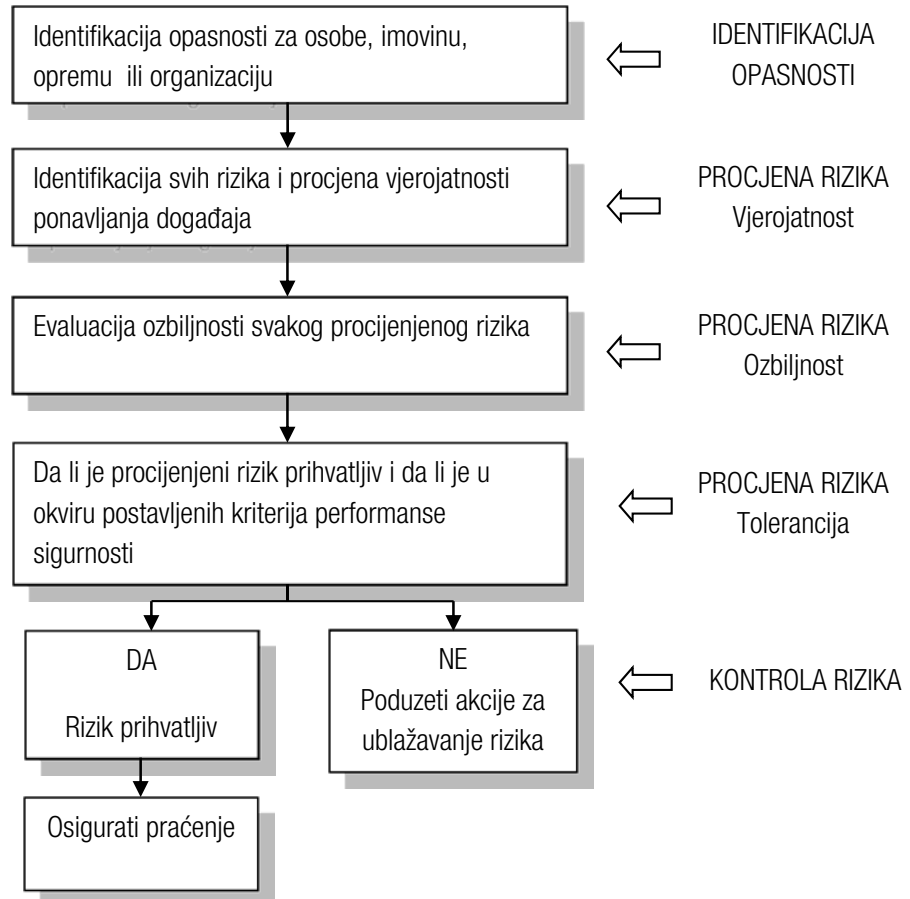 Identifikacija opasnosti za osobe, imovinu,
opremu ili organizaciju
IDENTIFIKACIJA
OPASNOSTI
Identifikacija svih rizika i procjena vjerojatnosti
ponavljanja događaja
PROCJENA RIZIKA
Vjerojatnost
Evaluacija ozbiljnosti svakog procijenjenog rizika
PROCJENA RIZIKA
Ozbiljnost
Da li je procijenjeni rizik prihvatljiv i da li je u
okviru postavljenih kriterija performanse
sigurnosti
PROCJENA RIZIKA
Tolerancija
DA
Rizik prihvatljiv
NE
Poduzeti akcije za
ublažavanje rizika
KONTROLA RIZIKA
Osigurati praćenje